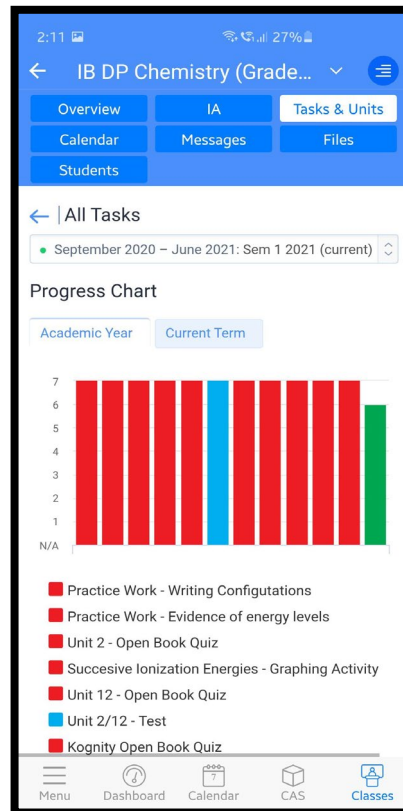 2:11 27%
IB DP Chemistry (Grade...
Overview IA Tasks & Units
Calendar Messages Files
Students
All Tasks
September 2020 – June 2021: Sem 1 2021 (current)
Progress Chart
Academic Year Current Term
7
6
5
4
3
2
1
N/A
Practice Work - Writing Configutations
Practice Work - Evidence of energy levels
Unit 2 - Open Book Quiz
Succesive Ionization Energies - Graphing Activity
Unit 12 - Open Book Quiz
Unit 2/12 - Test
Kognity Open Book Quiz
7
Menu Dashboard Calendar CAS Classes